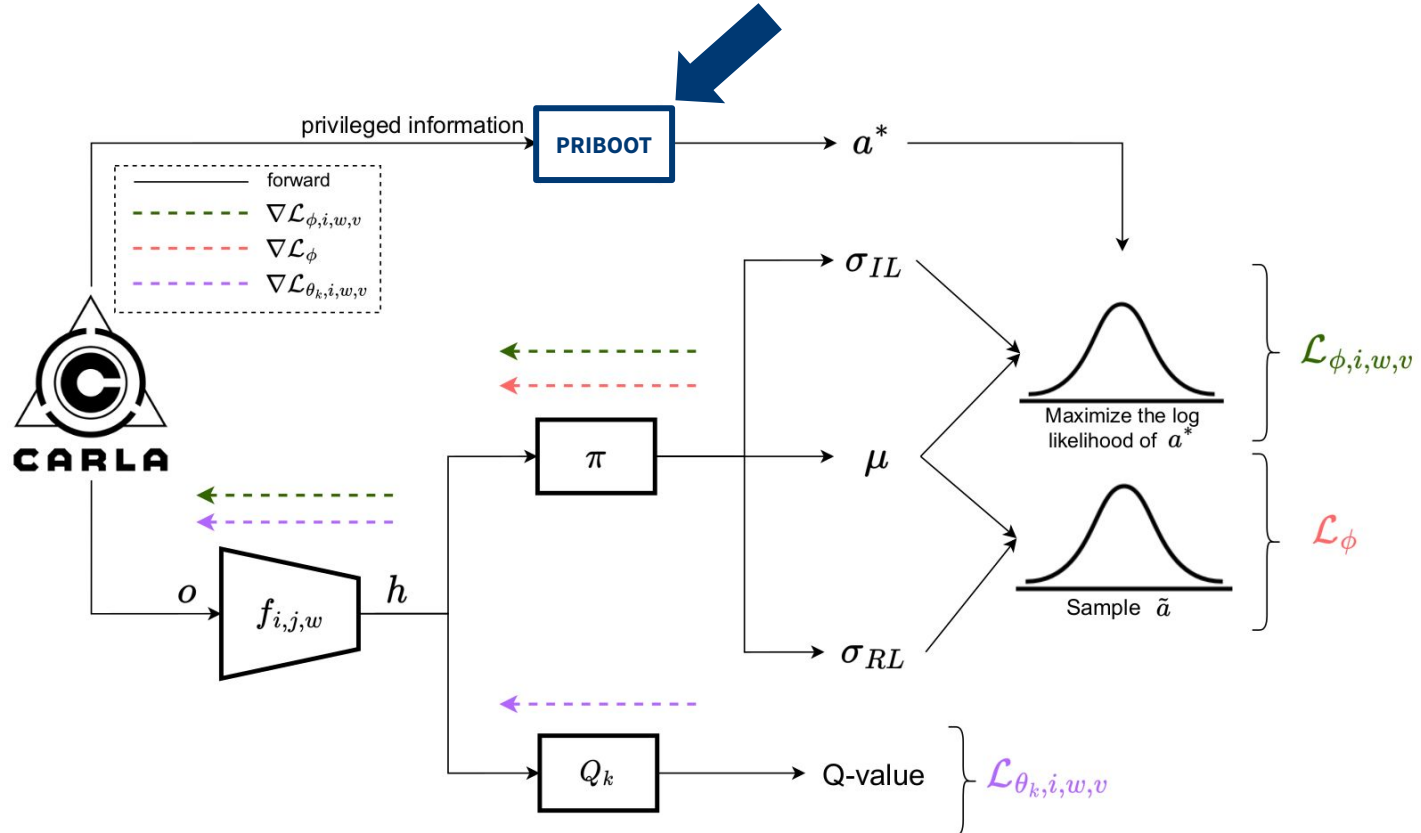 privileged information
PRIBOOT
a*
forward
∇ℒ_{ϕ,i,w,v}
∇ℒ_ϕ
∇ℒ_{θ_k,i,w,v}
CARLA
σ_{IL}
Maximize the log
likelihood of a*
ℒ_{ϕ,i,w,v}
π
μ
o
f_{i,j,w}
h
Sample ã
ℒ_ϕ
σ_{RL}
Q_k
Q-value
ℒ_{θ_k,i,w,v}